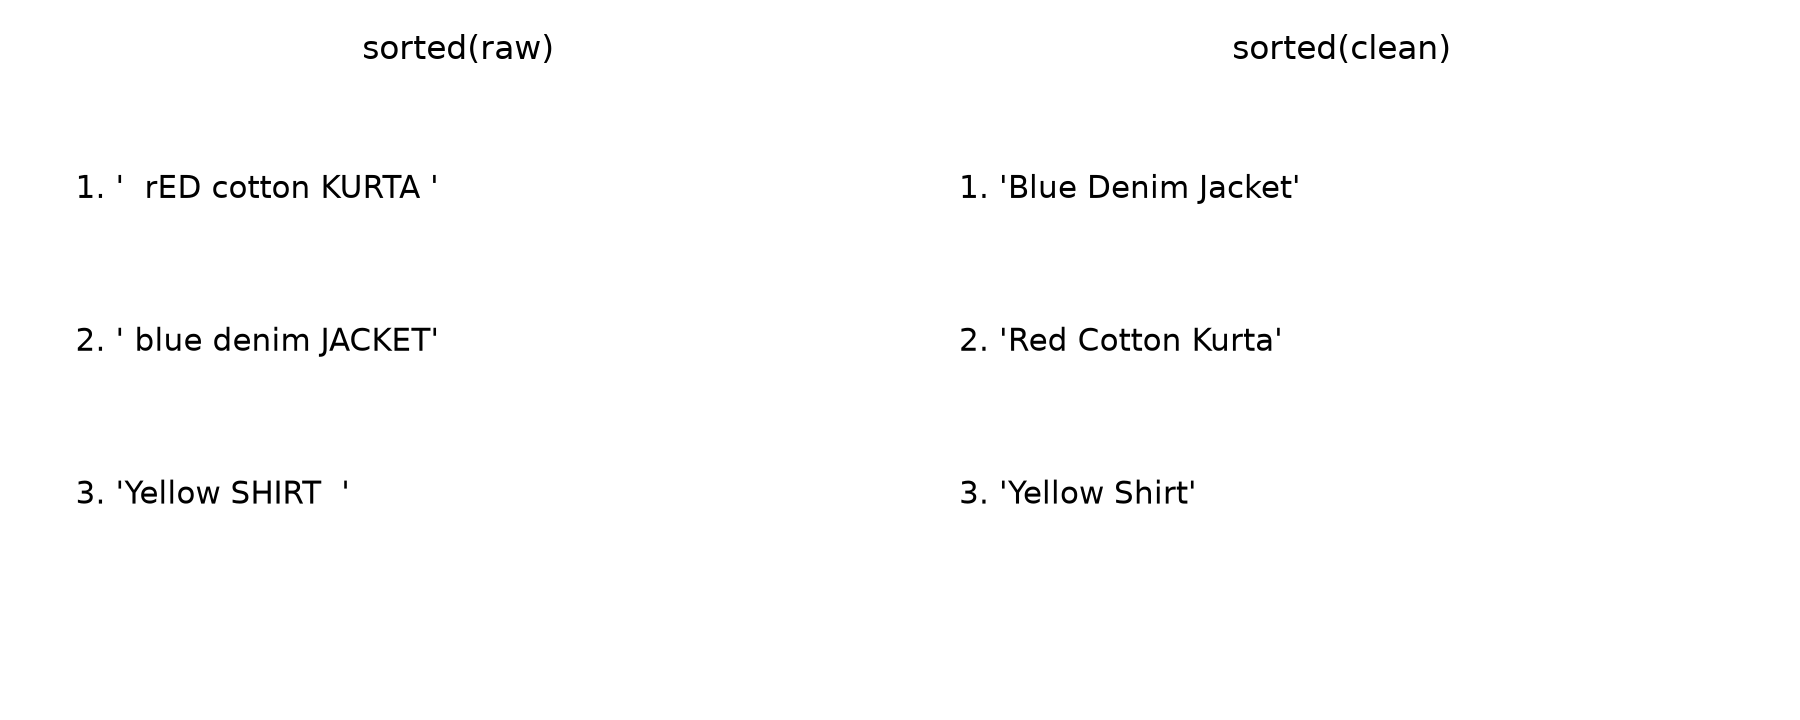 sorted(raw)
1. '  rED cotton KURTA '
2. ' blue denim JACKET'
3. 'Yellow SHIRT  '
sorted(clean)
1. 'Blue Denim Jacket'
2. 'Red Cotton Kurta'
3. 'Yellow Shirt'